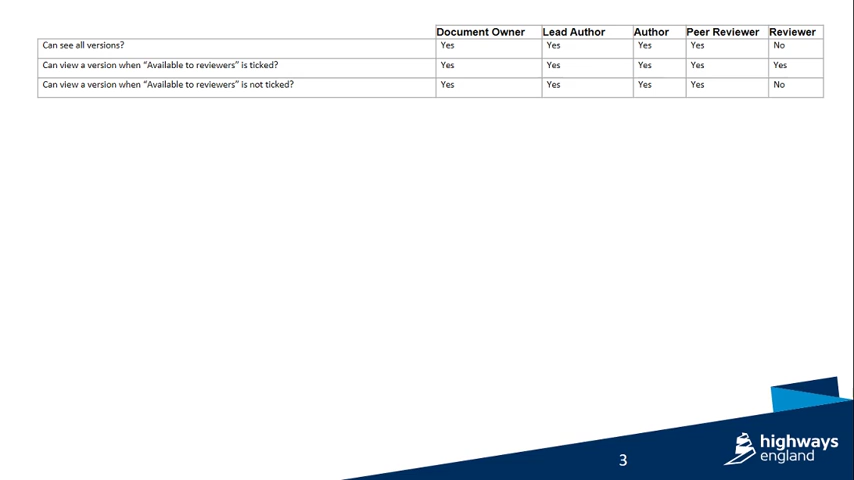 Document Owner Lead Author Author Peer Reviewer Reviewer
Can see all versions? Yes Yes Yes Yes No
Can view a version when “Available to reviewers” is ticked? Yes Yes Yes Yes Yes
Can view a version when “Available to reviewers” is not ticked? Yes Yes Yes Yes No
3
highways
england